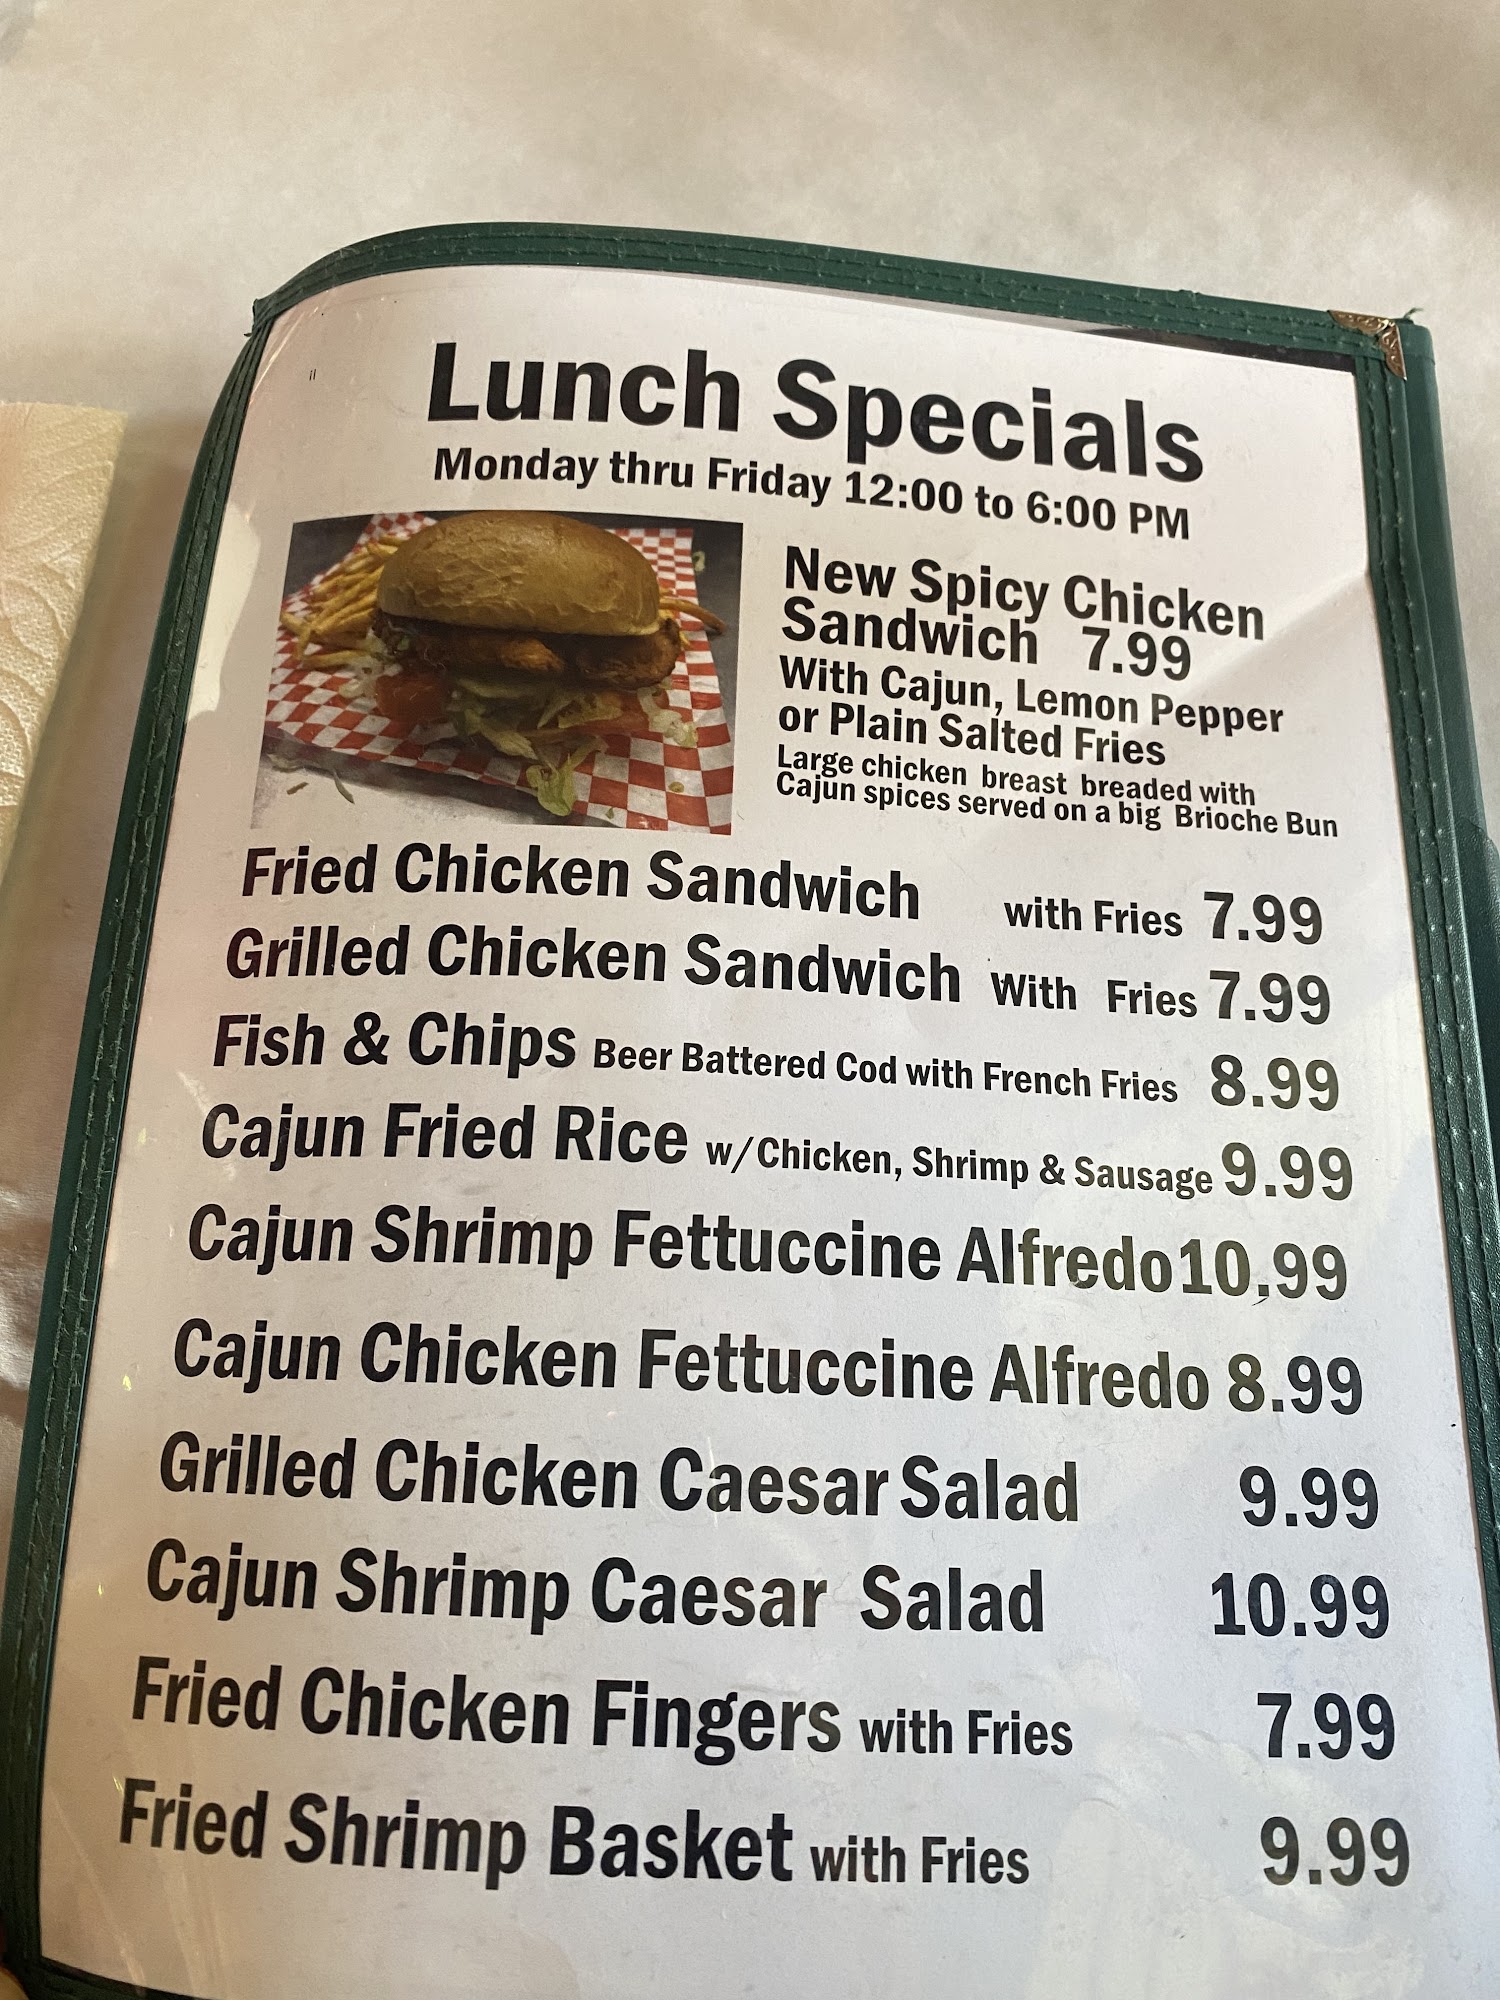 Lunch Specials
Monday thru Friday 12:00 to 6:00 PM
New Spicy Chicken
Sandwich 7.99
With Cajun, Lemon Pepper
or Plain Salted Fries
Large chicken breast breaded with
Cajun spices served on a big Brioche Bun
Fried Chicken Sandwich with Fries 7.99
Grilled Chicken Sandwich With Fries 7.99
Fish & Chips Beer Battered Cod with French Fries 8.99
Cajun Fried Rice w/Chicken, Shrimp & Sausage 9.99
Cajun Shrimp Fettuccine Alfredo 10.99
Cajun Chicken Fettuccine Alfredo 8.99
Grilled Chicken Caesar Salad 9.99
Cajun Shrimp Caesar Salad 10.99
Fried Chicken Fingers with Fries 7.99
Fried Shrimp Basket with Fries 9.99